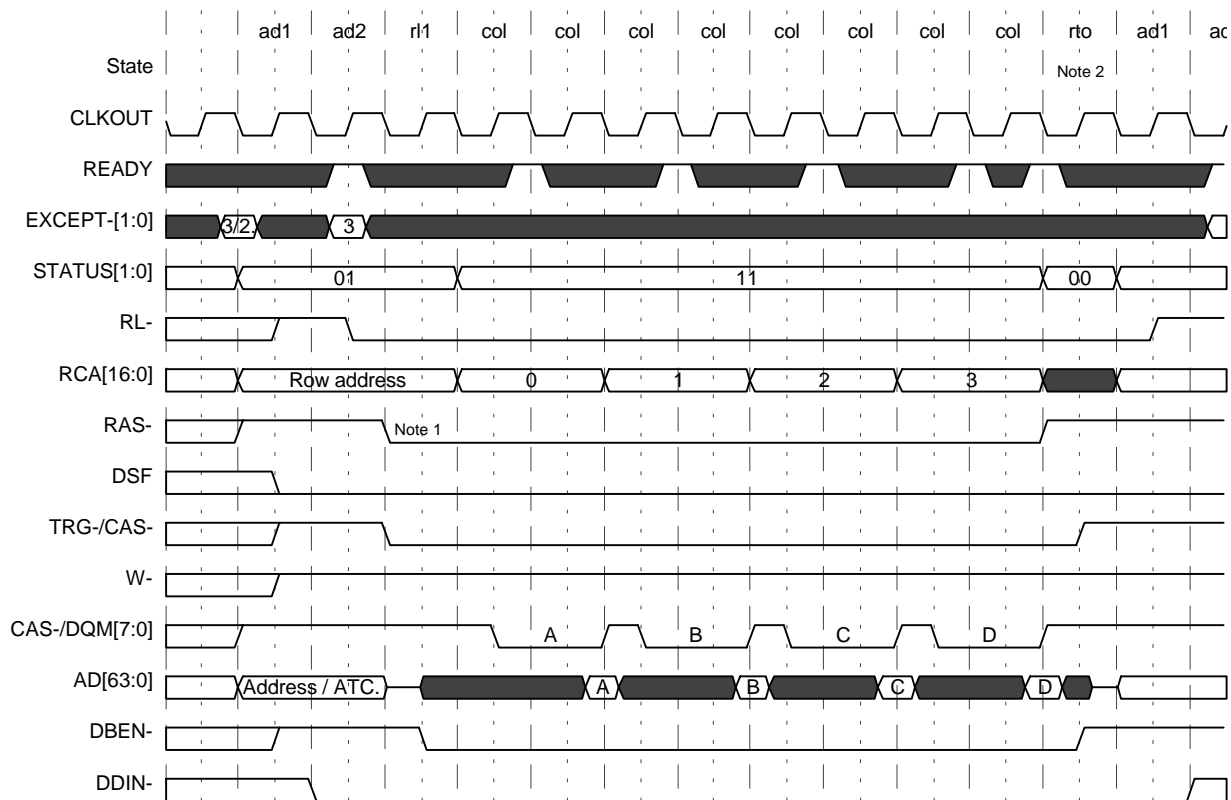 ad1 ad2 rl1 col col col col col col col col rto ad1 ad
State Note 2
CLKOUT
READY
EXCEPT-[1:0] 3/2. 3
STATUS[1:0] 01 11 00
RL-
RCA[16:0] Row address 0 1 2 3
RAS- Note 1
DSF
TRG-/CAS-
W-
CAS-/DQM[7:0] A B C D
AD[63:0] Address / ATC. A B C D
DBEN-
DDIN-